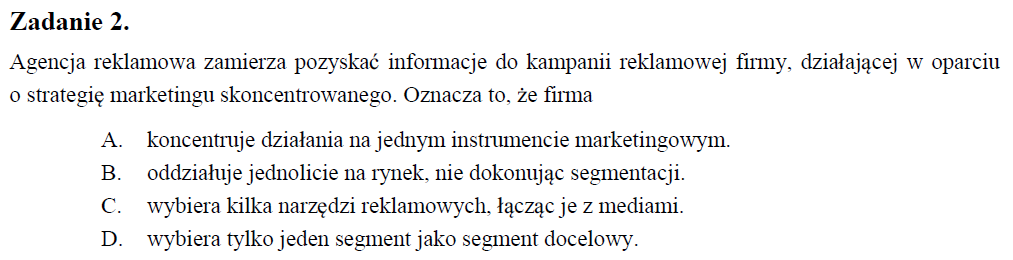 Zadanie 2.
Agencja reklamowa zamierza pozyskać informacje do kampanii reklamowej firmy, działającej w oparciu
o strategię marketingu skoncentrowanego. Oznacza to, że firma
A. koncentruje działania na jednym instrumencie marketingowym.
B. oddziałuje jednolicie na rynek, nie dokonując segmentacji.
C. wybiera kilka narzędzi reklamowych, łącząc je z mediami.
D. wybiera tylko jeden segment jako segment docelowy.